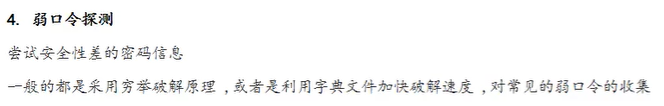 4. 弱口令探测
尝试安全性差的密码信息
一般的都是采用穷举破解原理，或者是利用字典文件加快破解速度，对常见的弱口令的收集